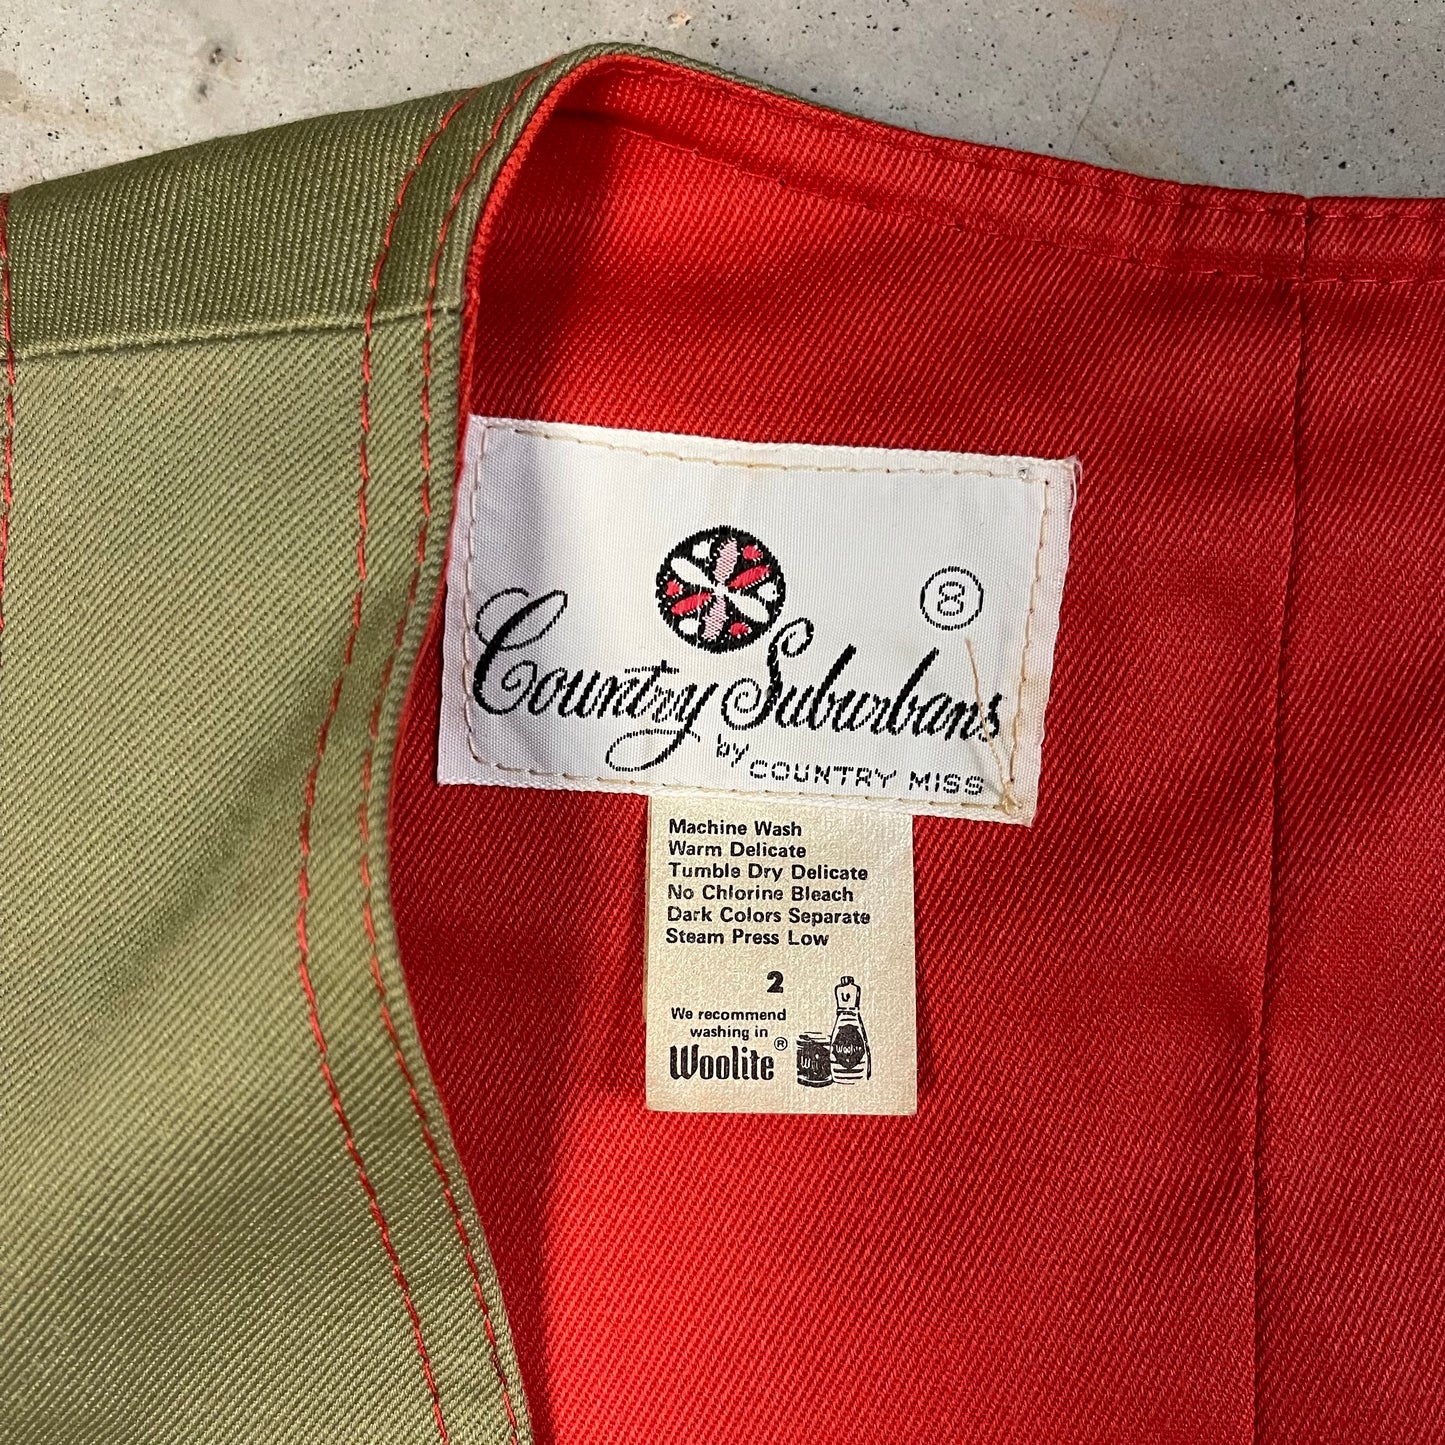 8
Country Suburbans
by COUNTRY MISS
Machine Wash
Warm Delicate
Tumble Dry Delicate
No Chlorine Bleach
Dark Colors Separate
Steam Press Low
2
We recommend
washing in
Woolite®
Woolite